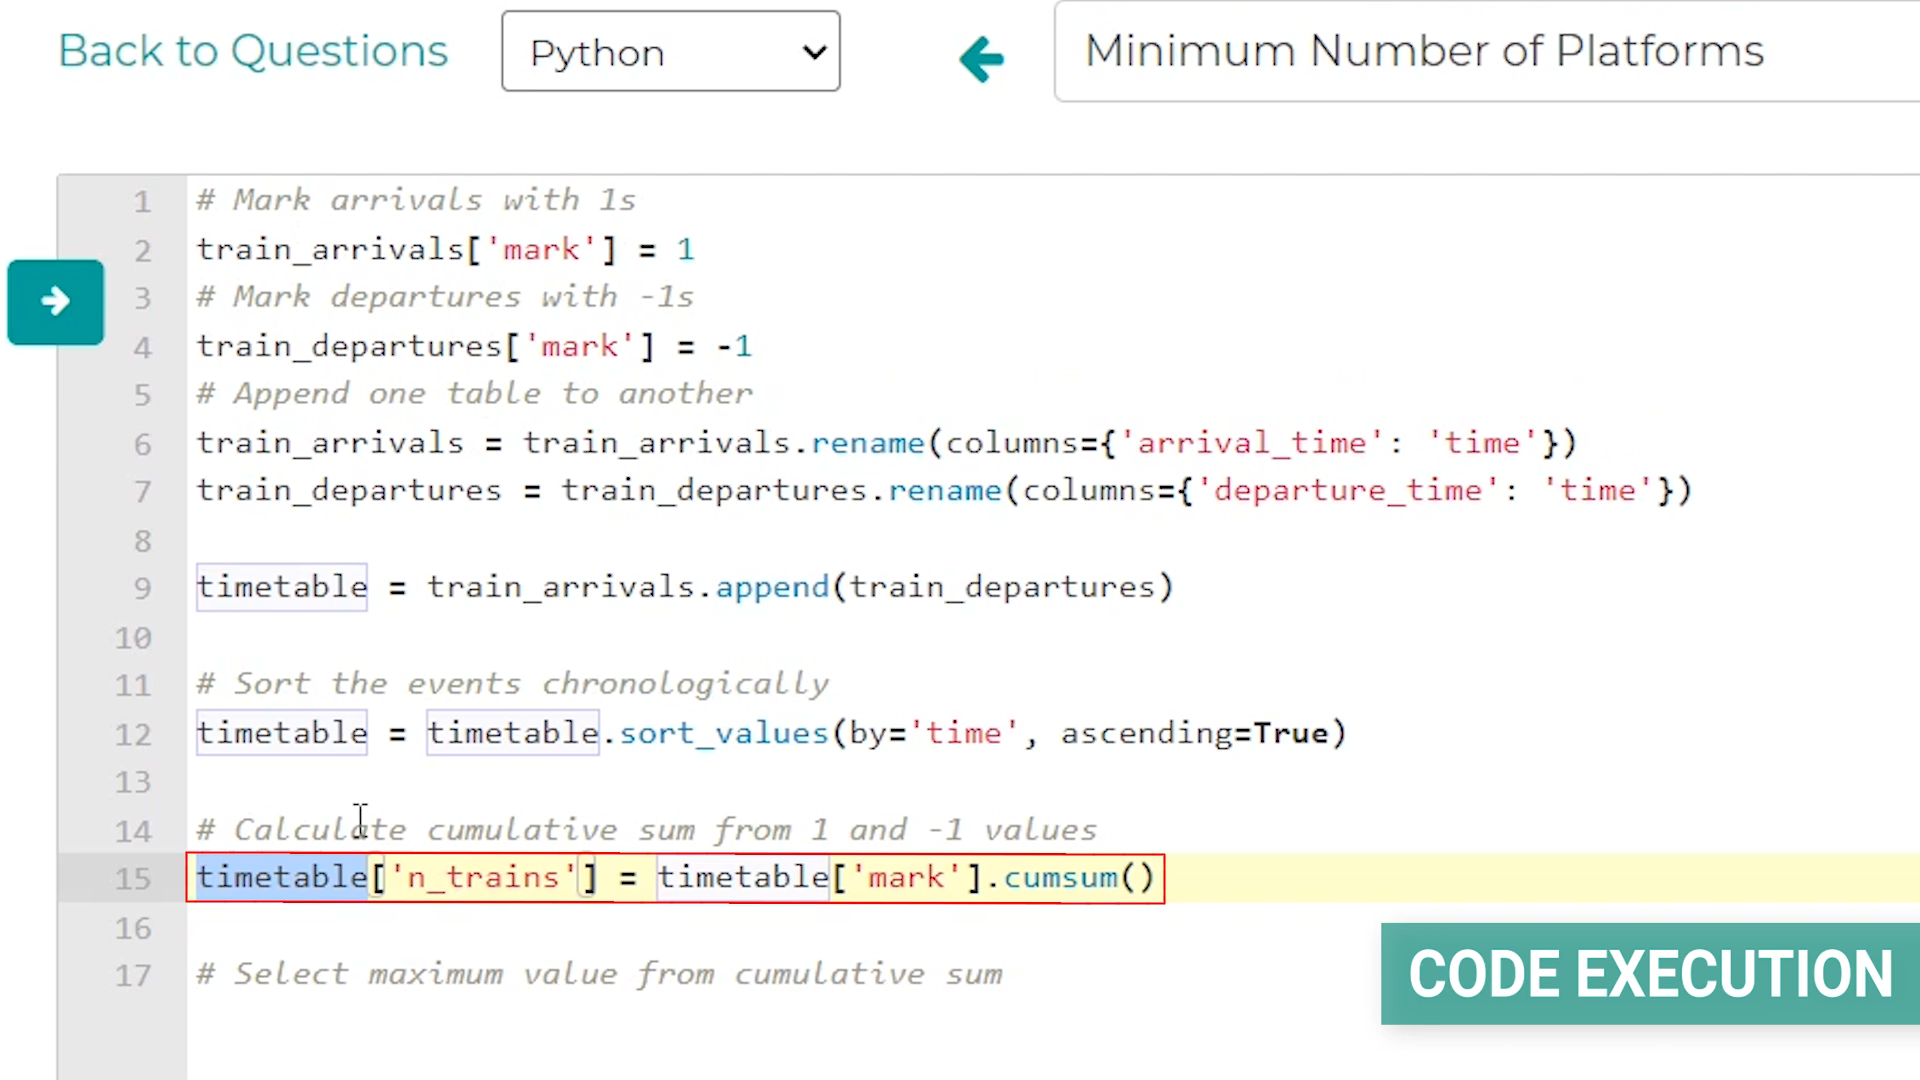 Back to Questions
Python
Minimum Number of Platforms
1 # Mark arrivals with 1s
2 train_arrivals['mark'] = 1
3 # Mark departures with -1s
4 train_departures['mark'] = -1
5 # Append one table to another
6 train_arrivals = train_arrivals.rename(columns={'arrival_time': 'time'})
7 train_departures = train_departures.rename(columns={'departure_time': 'time'})
8
9 timetable = train_arrivals.append(train_departures)
10
11 # Sort the events chronologically
12 timetable = timetable.sort_values(by='time', ascending=True)
13
14 # Calculate cumulative sum from 1 and -1 values
15 timetable['n_trains'] = timetable['mark'].cumsum()
16
17 # Select maximum value from cumulative sum
CODE EXECUTION